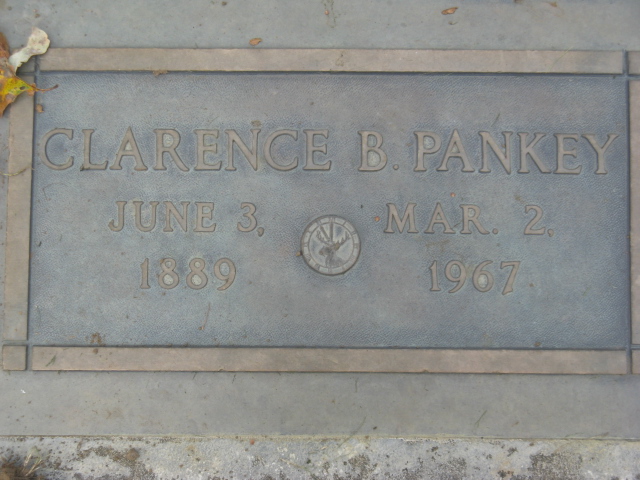 CLARENCE B. PANKEY
JUNE 3, MAR. 2,
1889 1967